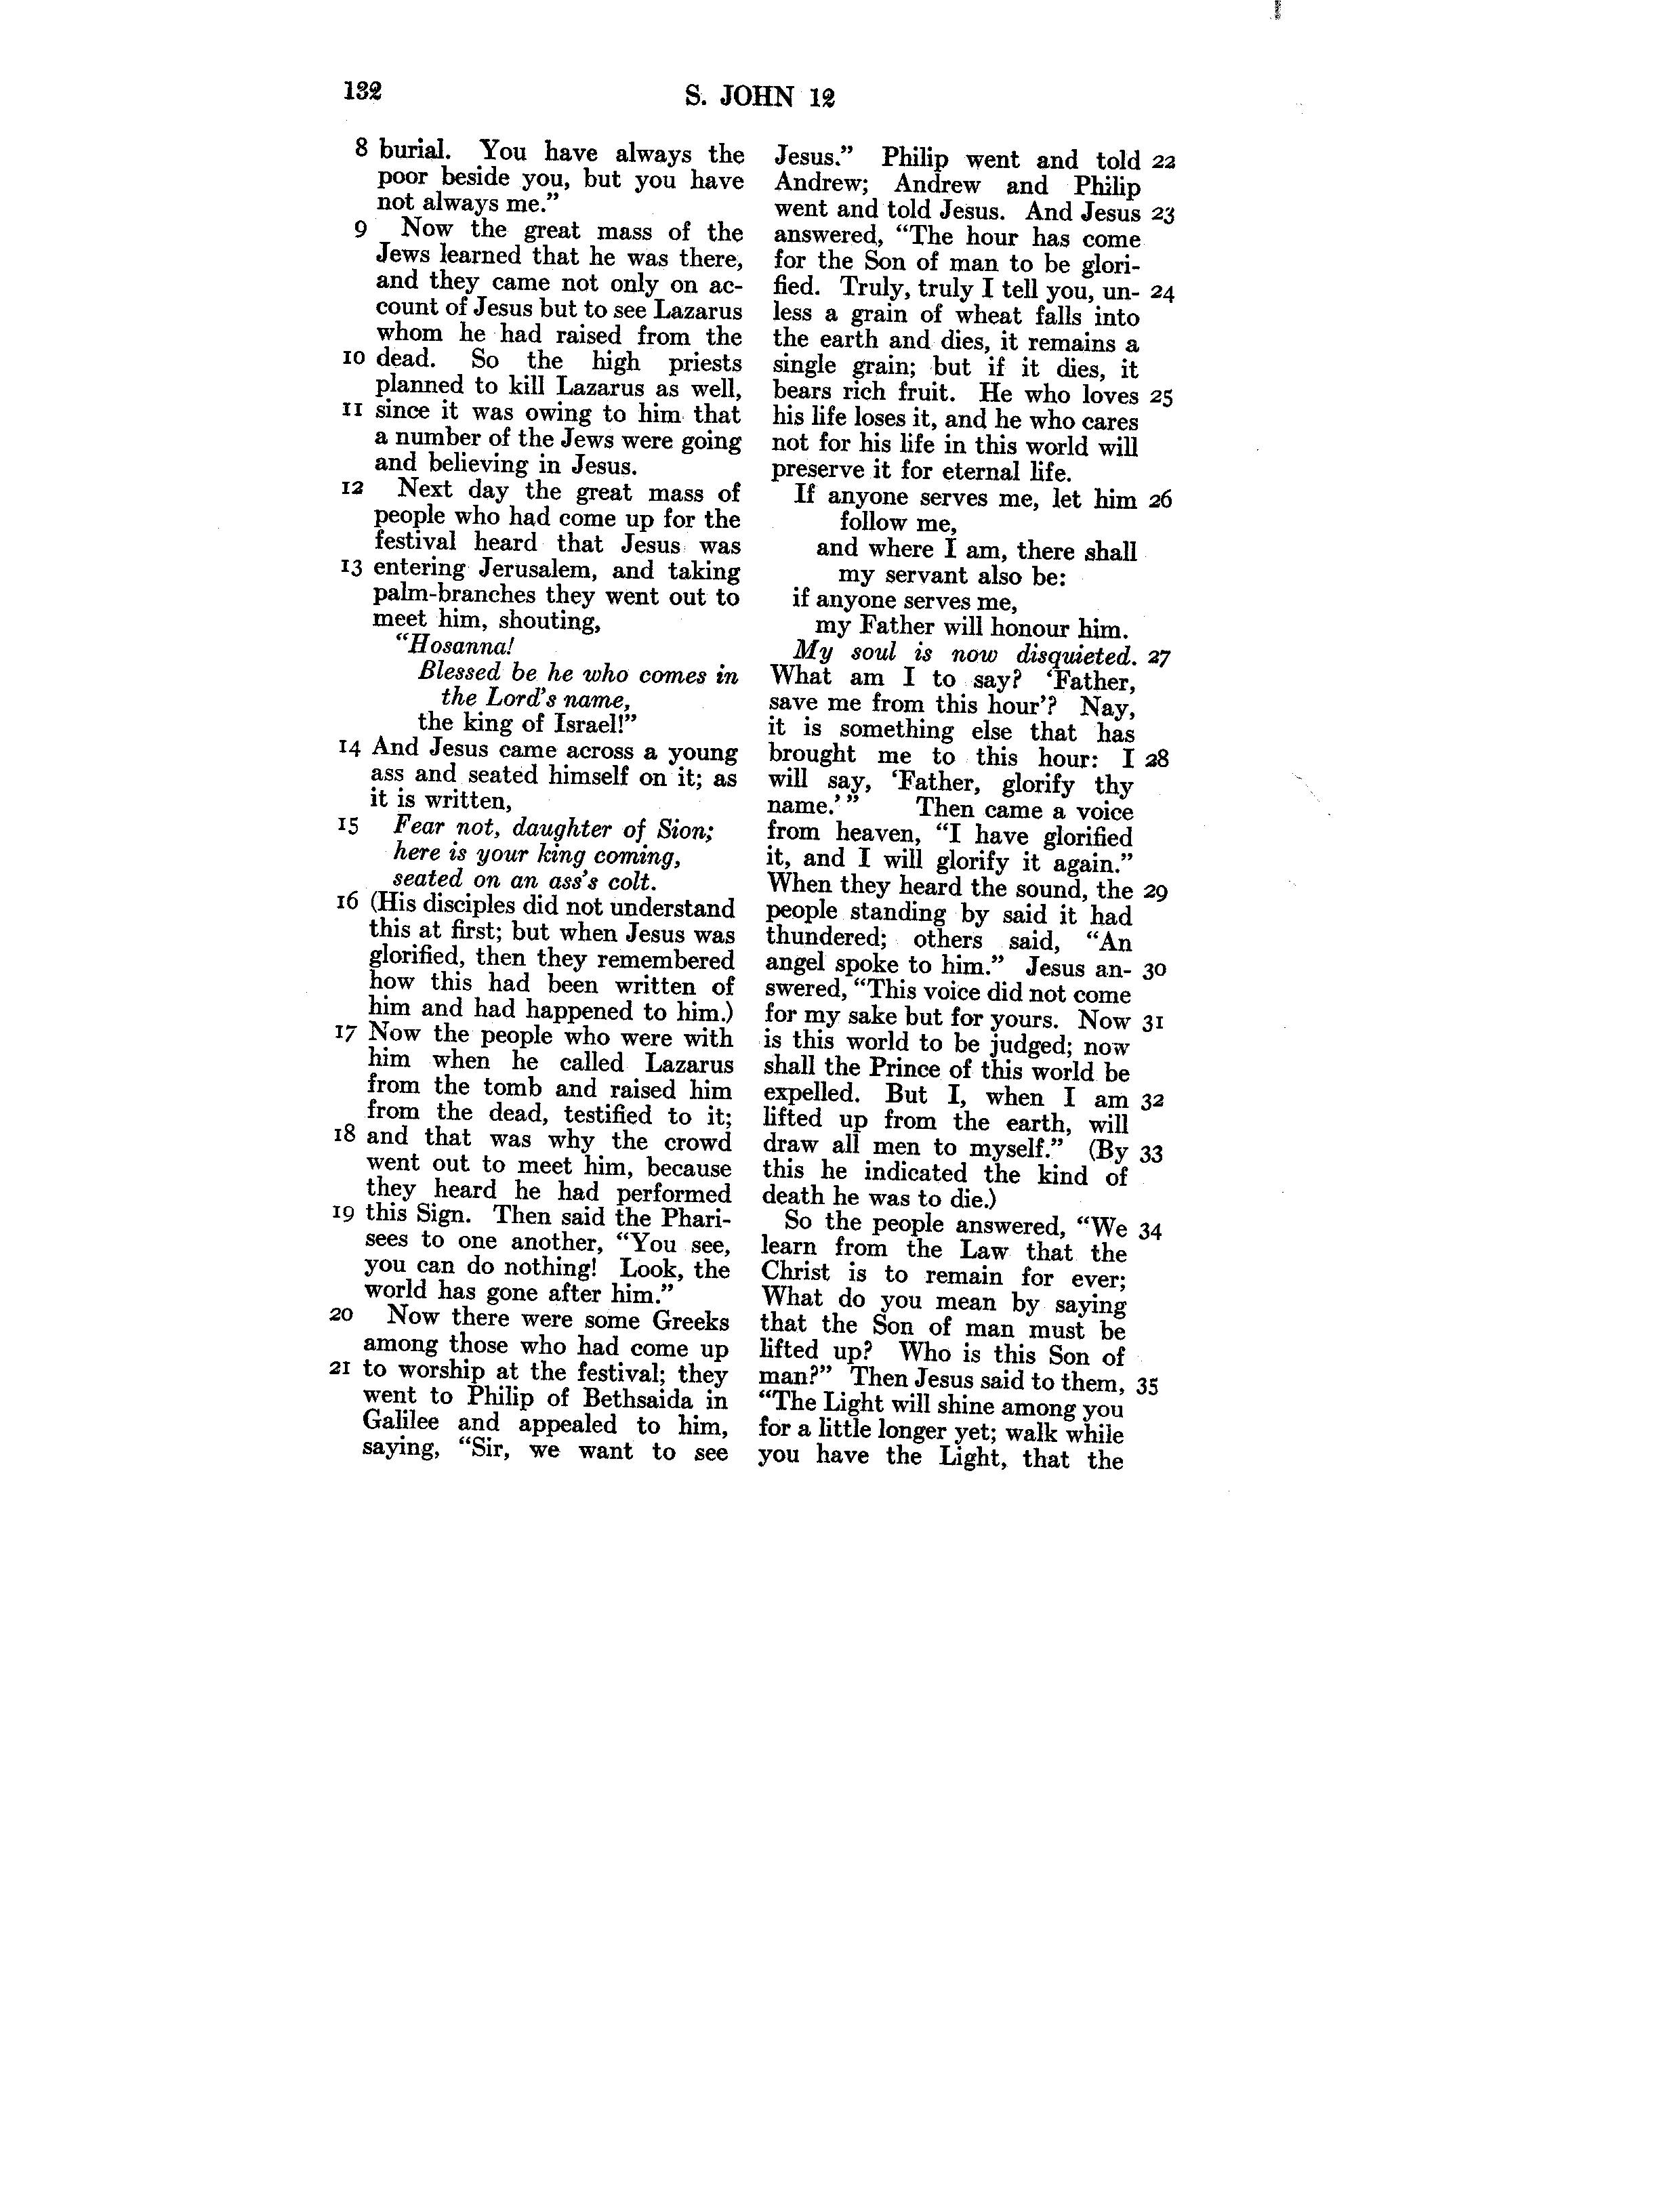 132
S. JOHN 12
8 burial. You have always the
poor beside you, but you have
not always me.”
9 Now the great mass of the
Jews learned that he was there,
and they came not only on ac-
count of Jesus but to see Lazarus
whom he had raised from the
10 dead. So the high priests
planned to kill Lazarus as well,
11 since it was owing to him that
a number of the Jews were going
and believing in Jesus.
12 Next day the great mass of
people who had come up for the
festival heard that Jesus was
13 entering Jerusalem, and taking
palm-branches they went out to
meet him, shouting,
“Hosanna!
Blessed be he who comes in
the Lord’s name,
the king of Israel!”
14 And Jesus came across a young
ass and seated himself on it; as
it is written,
15 Fear not, daughter of Sion;
here is your king coming,
seated on an ass’s colt.
16 (His disciples did not understand
this at first; but when Jesus was
glorified, then they remembered
how this had been written of
him and had happened to him.)
17 Now the people who were with
him when he called Lazarus
from the tomb and raised him
from the dead, testified to it;
18 and that was why the crowd
went out to meet him, because
they heard he had performed
19 this Sign. Then said the Phari-
sees to one another, “You see,
you can do nothing! Look, the
world has gone after him.”
20 Now there were some Greeks
among those who had come up
21 to worship at the festival; they
went to Philip of Bethsaida in
Galilee and appealed to him,
saying, “Sir, we want to see
Jesus.” Philip went and told 22
Andrew; Andrew and Philip
went and told Jesus. And Jesus 23
answered, “The hour has come
for the Son of man to be glori-
fied. Truly, truly I tell you, un- 24
less a grain of wheat falls into
the earth and dies, it remains a
single grain; but if it dies, it
bears rich fruit. He who loves 25
his life loses it, and he who cares
not for his life in this world will
preserve it for eternal life.
If anyone serves me, let him 26
follow me,
and where I am, there shall
my servant also be:
if anyone serves me,
my Father will honour him.
My soul is now disquieted. 27
What am I to say? ‘Father,
save me from this hour’? Nay,
it is something else that has
brought me to this hour: I 28
will say, ‘Father, glorify thy
name.’” Then came a voice
from heaven, “I have glorified
it, and I will glorify it again.”
When they heard the sound, the 29
people standing by said it had
thundered; others said, “An
angel spoke to him.” Jesus an- 30
swered, “This voice did not come
for my sake but for yours. Now 31
is this world to be judged; now
shall the Prince of this world be
expelled. But I, when I am 32
lifted up from the earth, will
draw all men to myself.” (By 33
this he indicated the kind of
death he was to die.)
So the people answered, “We 34
learn from the Law that the
Christ is to remain for ever;
What do you mean by saying
that the Son of man must be
lifted up? Who is this Son of
man?” Then Jesus said to them, 35
“The Light will shine among you
for a little longer yet; walk while
you have the Light, that the